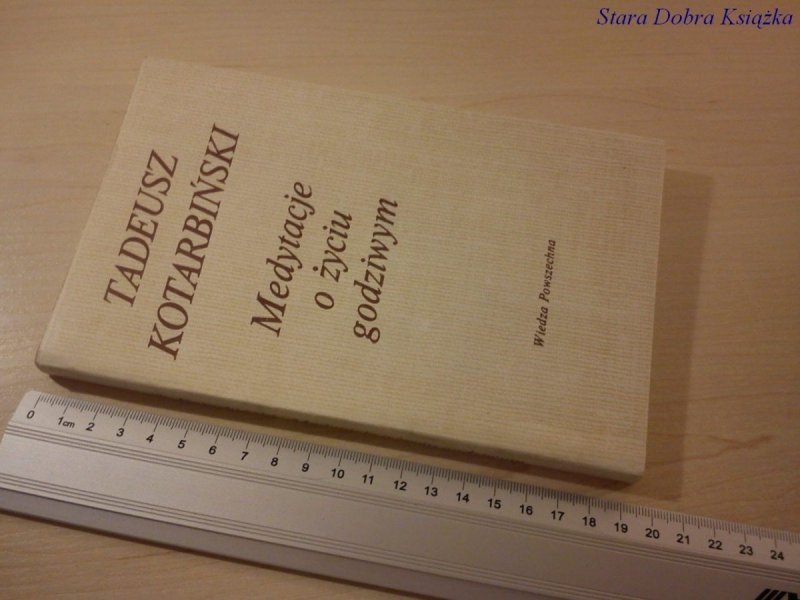 Stara Dobra Książka
TADEUSZ
KOTARBIŃSKI
Medytacje
o życiu
godziwym
Wiedza Powszechna
0 1cm 2 3 4 5 6 7 8 9 10 11 12 13 14 15 16 17 18 19 20 21 22 23 24